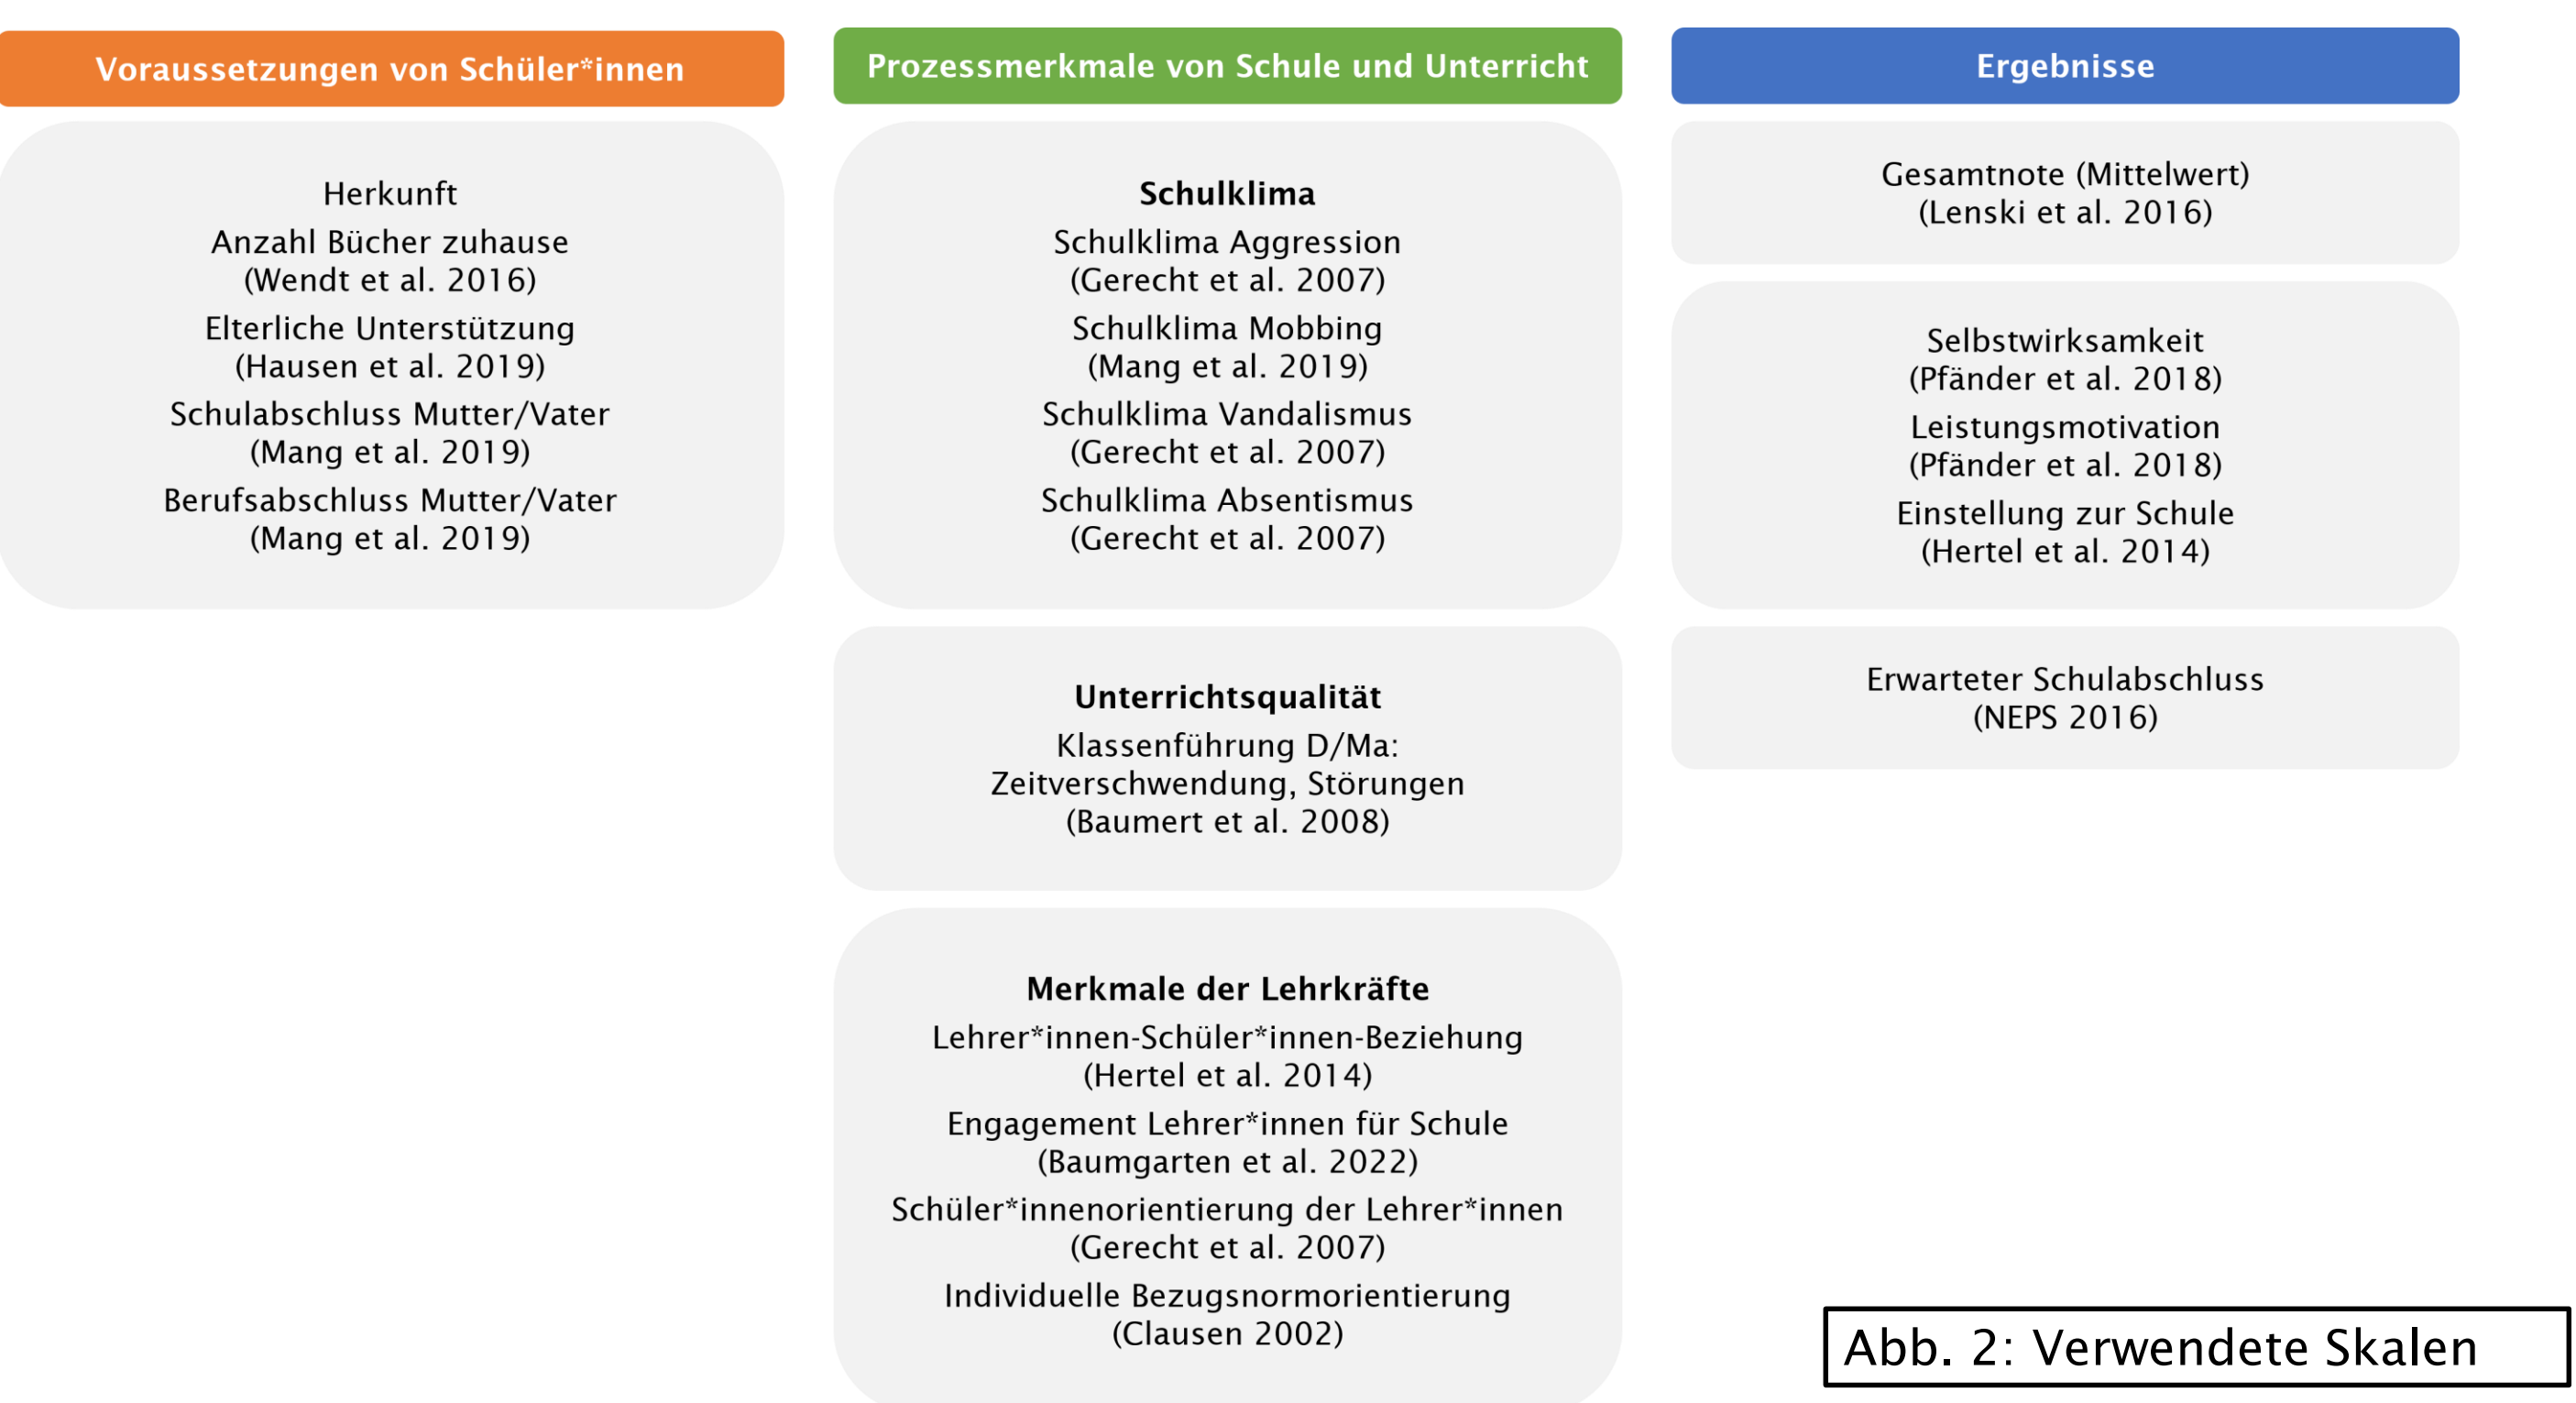 Voraussetzungen von Schüler*innen
Herkunft
Anzahl Bücher zuhause
(Wendt et al. 2016)
Elterliche Unterstützung
(Hausen et al. 2019)
Schulabschluss Mutter/Vater
(Mang et al. 2019)
Berufsabschluss Mutter/Vater
(Mang et al. 2019)
Prozessmerkmale von Schule und Unterricht
Schulklima
Schulklima Aggression
(Gerecht et al. 2007)
Schulklima Mobbing
(Mang et al. 2019)
Schulklima Vandalismus
(Gerecht et al. 2007)
Schulklima Absentismus
(Gerecht et al. 2007)
Unterrichtsqualität
Klassenführung D/Ma:
Zeitverschwendung, Störungen
(Baumert et al. 2008)
Merkmale der Lehrkräfte
Lehrer*innen-Schüler*innen-Beziehung
(Hertel et al. 2014)
Engagement Lehrer*innen für Schule
(Baumgarten et al. 2022)
Schüler*innenorientierung der Lehrer*innen
(Gerecht et al. 2007)
Individuelle Bezugsnormorientierung
(Clausen 2002)
Ergebnisse
Gesamtnote (Mittelwert)
(Lenski et al. 2016)
Selbstwirksamkeit
(Pfänder et al. 2018)
Leistungsmotivation
(Pfänder et al. 2018)
Einstellung zur Schule
(Hertel et al. 2014)
Erwarteter Schulabschluss
(NEPS 2016)
Abb. 2: Verwendete Skalen